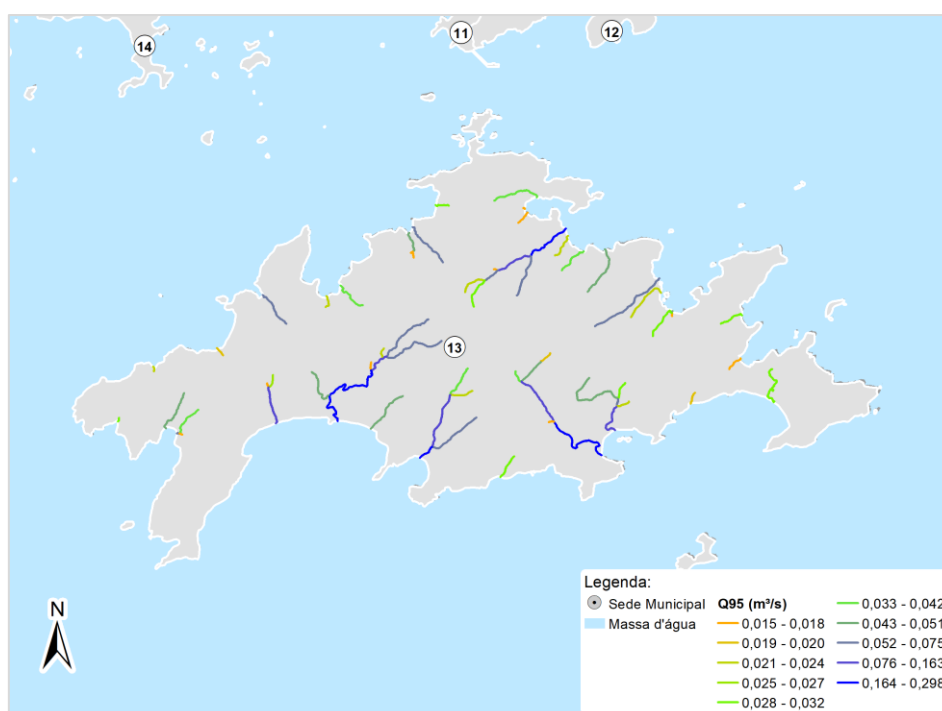 14
11
12
13
N
Legenda:
Sede Municipal
Massa d'água
Q95 (m³/s)
0,015 - 0,018
0,019 - 0,020
0,021 - 0,024
0,025 - 0,027
0,028 - 0,032
0,033 - 0,042
0,043 - 0,051
0,052 - 0,075
0,076 - 0,163
0,164 - 0,298